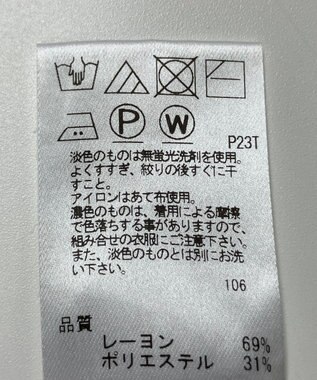 P W
P23T
淡色のものは無蛍光洗剤を使用。
よくすすぎ、絞りの後すぐに干
すこと。
アイロンはあて布使用。
濃色のものは、着用による摩擦
で色落ちする事がありますので、
組み合せの衣服にご注意下さい。
また、淡色のものとは別にお洗
い下さい。
106
品質
レーヨン 69%
ポリエステル 31%